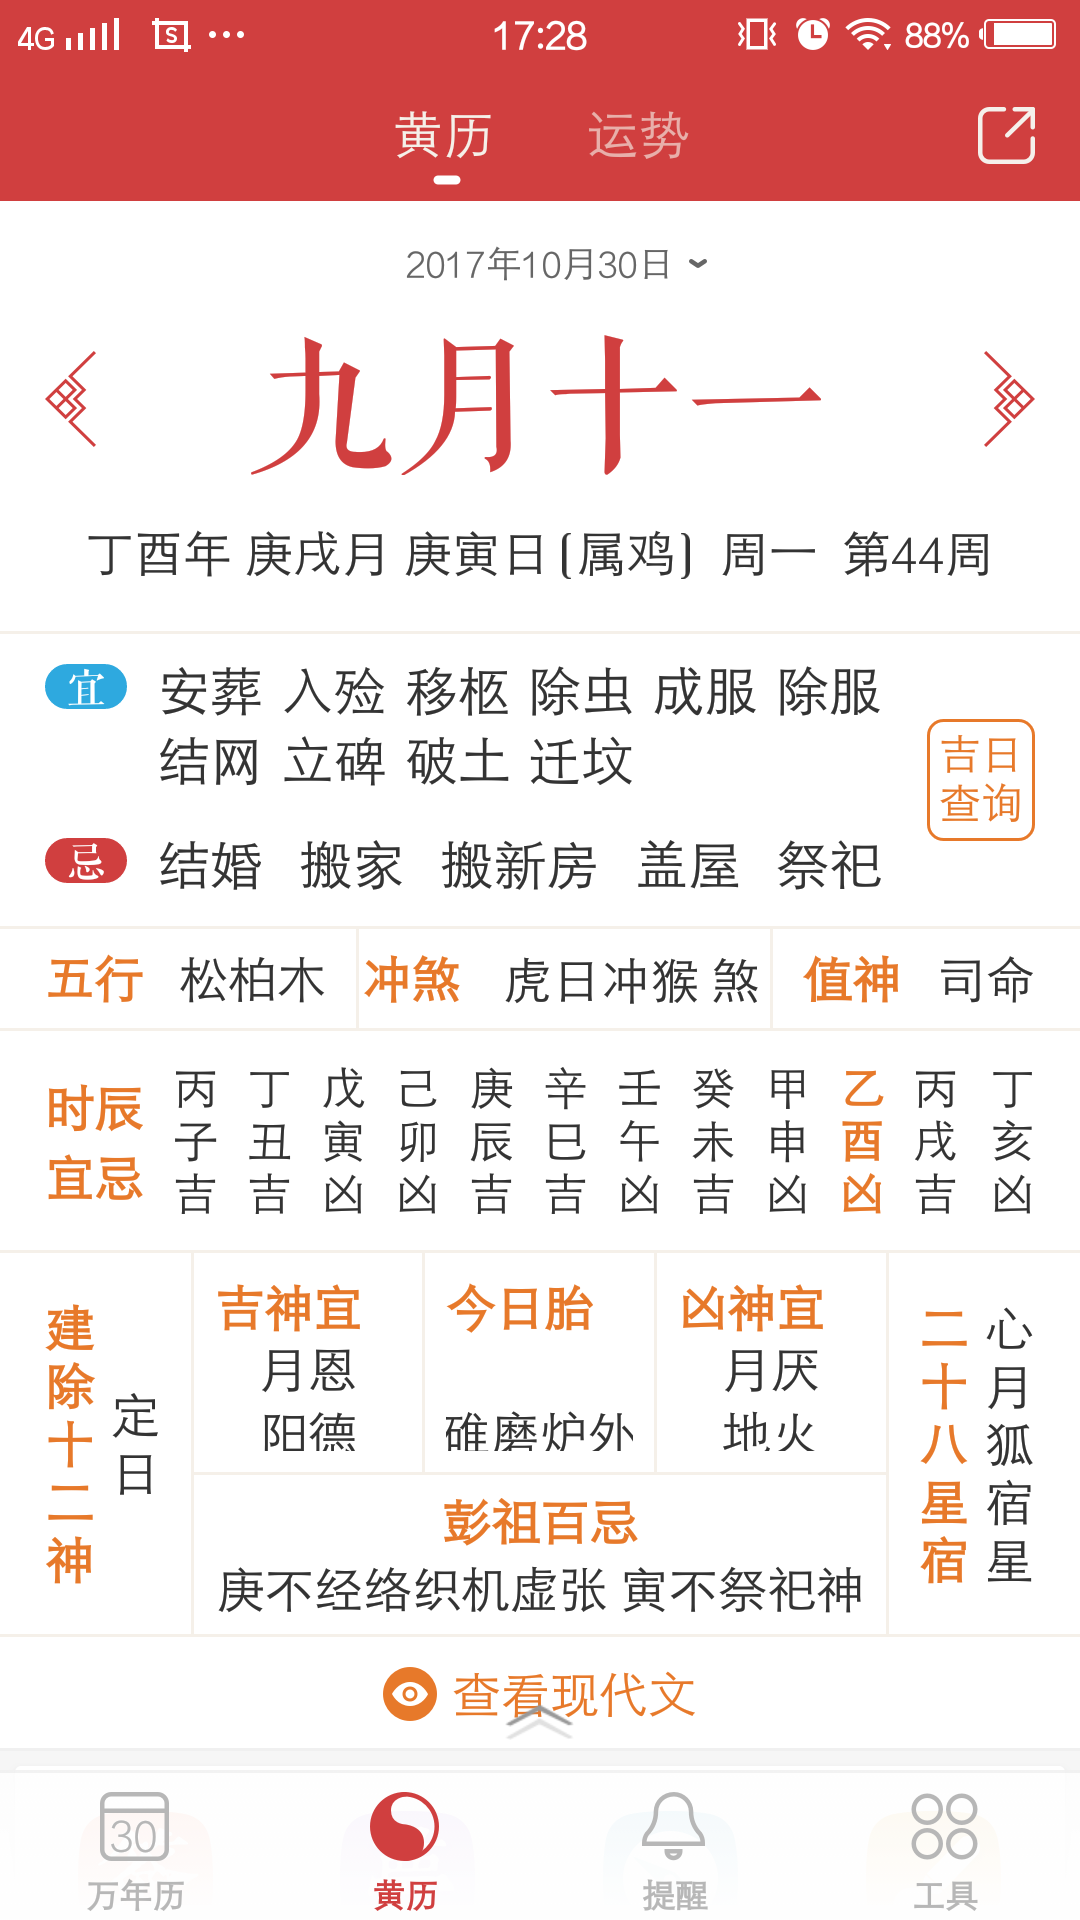 4G S ••• 17:28 88%
黄历 运势
2017年10月30日
九月十一
丁酉年 庚戌月 庚寅日(属鸡) 周一 第44周
宜 安葬 入殓 移柩 除虫 成服 除服
结网 立碑 破土 迁坟
吉日
查询
忌 结婚 搬家 搬新房 盖屋 祭祀
五行 松柏木 冲煞 虎日冲猴 煞 值神 司命
时辰
宜忌
丙子吉 丁丑吉 戊寅凶 己卯凶 庚辰吉 辛巳吉 壬午凶 癸未吉 甲申凶 乙酉凶 丙戌吉 丁亥凶
建除十二神
定日
吉神宜
月恩
阳德
今日胎
碓磨炉外
凶神宜
月厌
地火
彭祖百忌
庚不经络织机虚张 寅不祭祀神
二十八星宿
心月狐宿星
查看现代文
30
万年历 黄历 提醒 工具